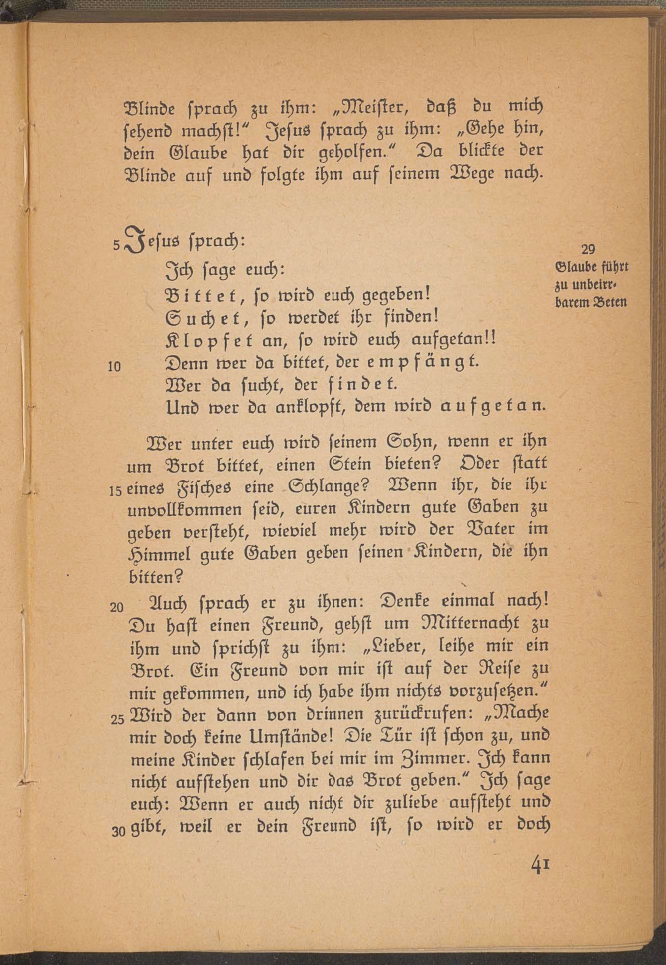 Blinde sprach zu ihm: „Meister, daß du mich
sehend machst!“ Jesus sprach zu ihm: „Gehe hin,
dein Glaube hat dir geholfen.“ Da blickte der
Blinde auf und folgte ihm auf seinem Wege nach.
5 Jesus sprach:
Ich sage euch:
Bittet, so wird euch gegeben!
Suchet, so werdet ihr finden!
Klopfet an, so wird euch aufgetan!!
10 Denn wer da bittet, der empfängt.
Wer da sucht, der findet.
Und wer da anklopft, dem wird aufgetan.
29
Glaube führt
zu unbeirr-
barem Beten
Wer unter euch wird seinem Sohn, wenn er ihn
um Brot bittet, einen Stein bieten? Oder statt
15 eines Fisches eine Schlange? Wenn ihr, die ihr
unvollkommen seid, euren Kindern gute Gaben zu
geben versteht, wieviel mehr wird der Vater im
Himmel gute Gaben geben seinen Kindern, die ihn
bitten?
20 Auch sprach er zu ihnen: Denke einmal nach!
Du hast einen Freund, gehst um Mitternacht zu
ihm und sprichst zu ihm: „Lieber, leihe mir ein
Brot. Ein Freund von mir ist auf der Reise zu
mir gekommen, und ich habe ihm nichts vorzusetzen.“
25 Wird der dann von drinnen zurückrufen: „Mache
mir doch keine Umstände! Die Tür ist schon zu, und
meine Kinder schlafen bei mir im Zimmer. Ich kann
nicht aufstehen und dir das Brot geben.“ Ich sage
euch: Wenn er auch nicht dir zuliebe aufsteht und
30 gibt, weil er dein Freund ist, so wird er doch
41